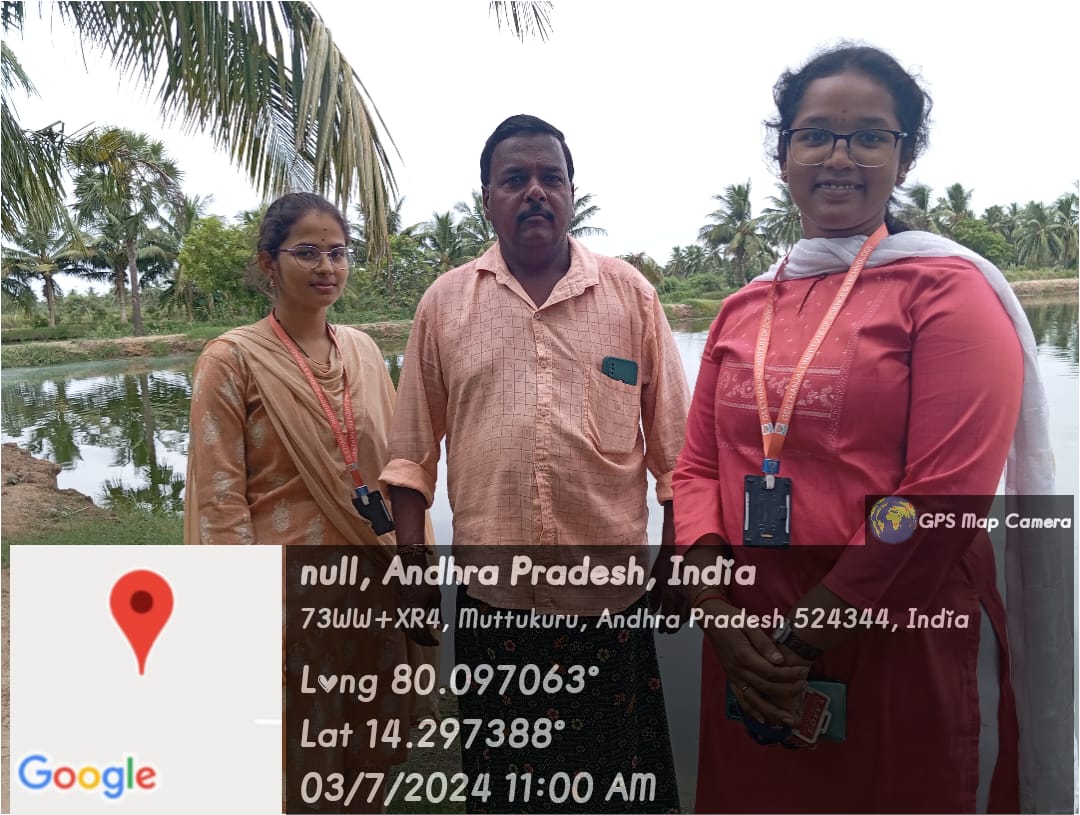 GPS Map Camera
null, Andhra Pradesh, India
73WW+XR4, Muttukuru, Andhra Pradesh 524344, India
L♥ng 80.097063°
Lat 14.297388°
03/7/2024 11:00 AM
Google